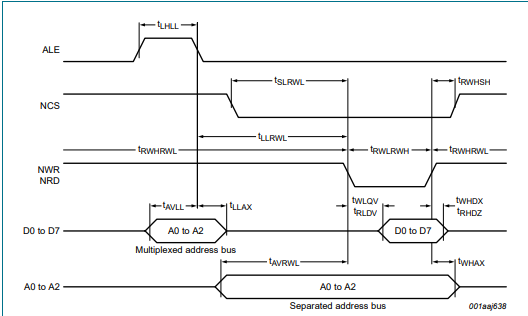 tLHLL
ALE
tSLRWL
tRWHSH
NCS
tLLRWL
tRWHRWL
tRWLRWH
tRWHRWL
NWR
NRD
tAVLL
tLLAX
tWLQV
tRLDV
tWHDX
tRHDZ
D0 to D7
A0 to A2
D0 to D7
Multiplexed address bus
tAVRWL
tWHAX
A0 to A2
A0 to A2
Separated address bus
001aaj638